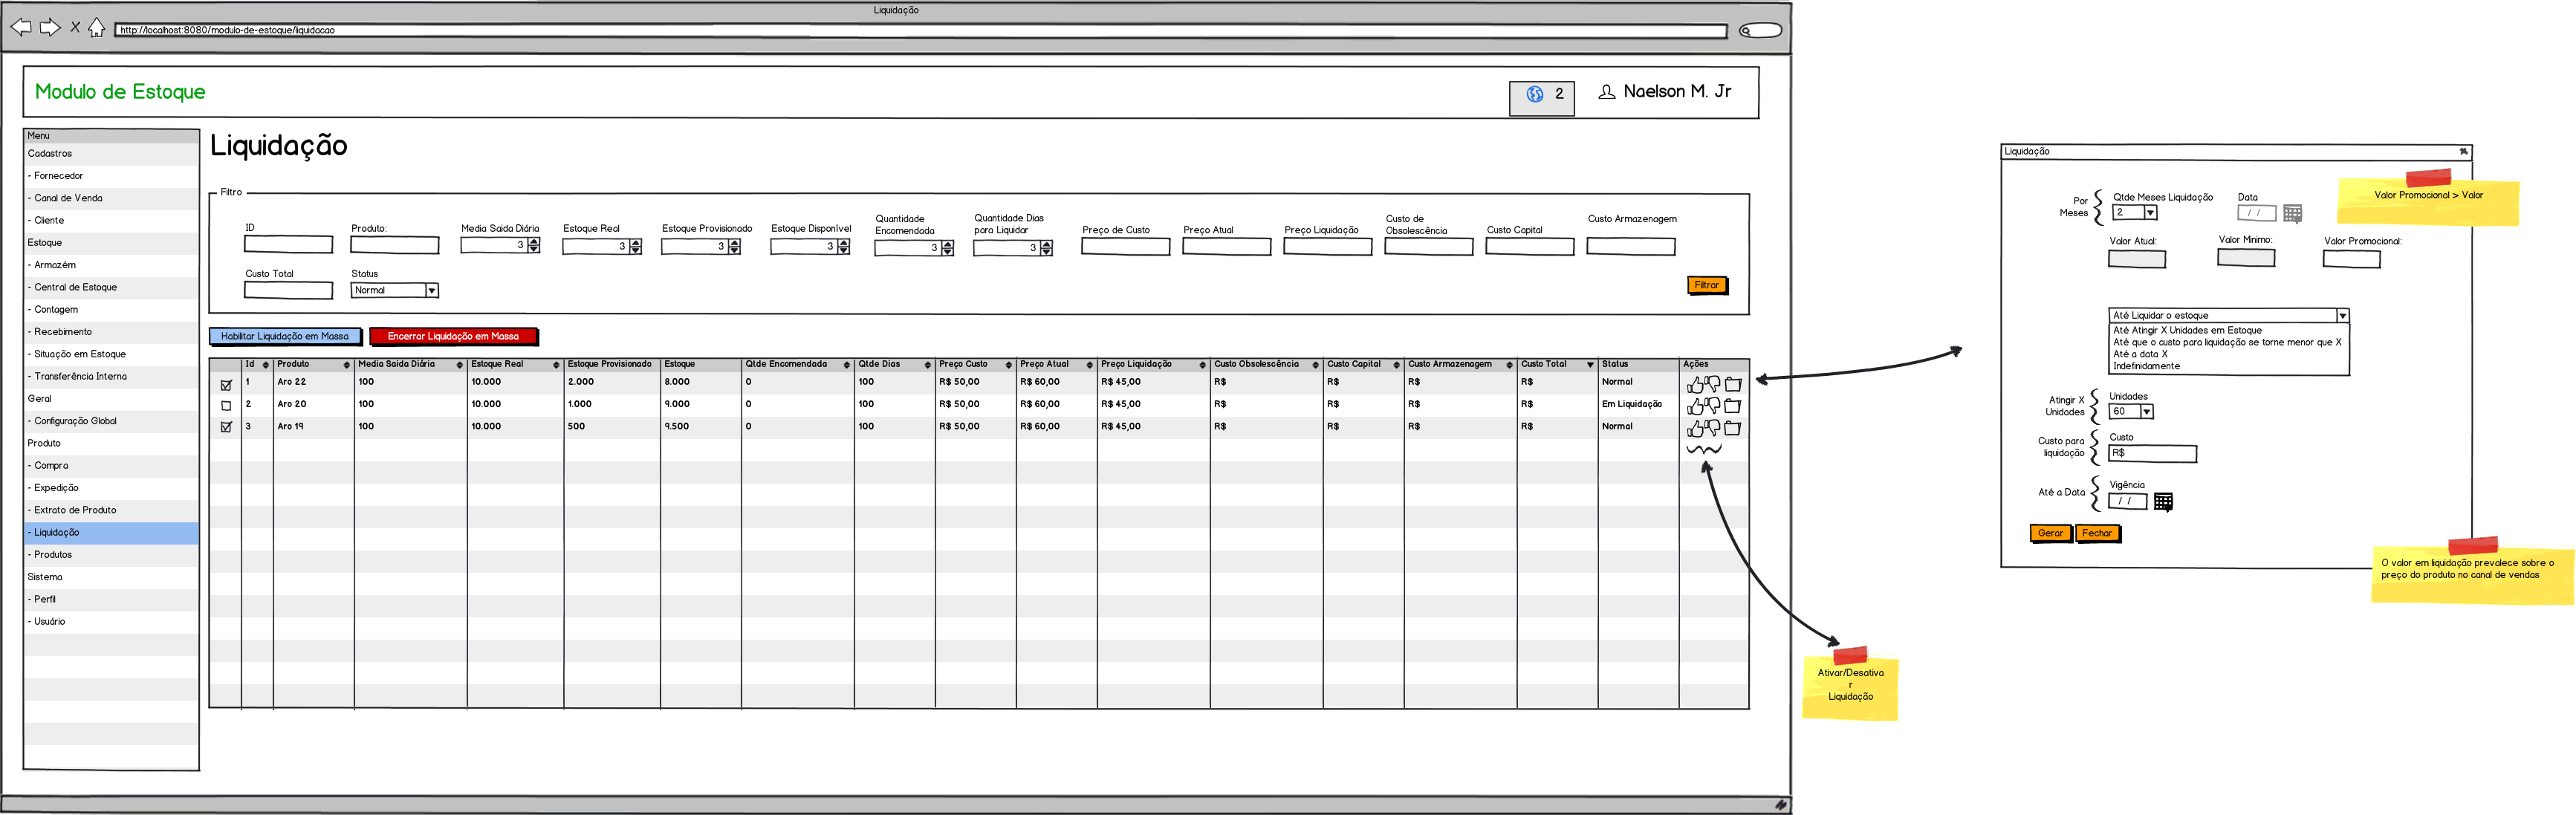 Liquidação
http://localhost:8080/modulo-de-estoque/liquidacao
Modulo de Estoque
2
Naelson M. Jr
Menu
Cadastros
- Fornecedor
- Canal de Venda
- Cliente
Estoque
- Armazém
- Central de Estoque
- Contagem
- Recebimento
- Situação em Estoque
- Transferência Interna
Geral
- Configuração Global
Produto
- Compra
- Expedição
- Extrato de Produto
- Liquidação
- Produtos
Sistema
- Perfil
- Usuário
Liquidação
Filtro
ID
Produto:
Media Saida Diária
3
Estoque Real
3
Estoque Provisionado
3
Estoque Disponível
3
Quantidade
Encomendada
3
Quantidade Dias
para Liquidar
3
Preço de Custo
Preço Atual
Preço Liquidação
Custo de
Obsolescência
Custo Capital
Custo Armazenagem
Custo Total
Status
Normal
Filtrar
Habilitar Liquidação em Massa
Encerrar Liquidação em Massa
Id Produto Media Saida Diária Estoque Real Estoque Provisionado Estoque Qtde Encomendada Qtde Dias Preço Custo Preço Atual Preço Liquidação Custo Obsolescência Custo Capital Custo Armazenagem Custo Total Status Ações
1 Aro 22 100 10.000 2.000 8.000 0 100 R$ 50,00 R$ 60,00 R$ 45,00 R$ R$ R$ R$ Normal
2 Aro 20 100 10.000 1.000 9.000 0 100 R$ 50,00 R$ 60,00 R$ 45,00 R$ R$ R$ R$ Em Liquidação
3 Aro 19 100 10.000 500 9.500 0 100 R$ 50,00 R$ 60,00 R$ 45,00 R$ R$ R$ R$ Normal
Ativar/Desativa
r
Liquidação
Liquidação
Valor Promocional > Valor
Por
Meses
Qtde Meses Liquidação
2
Data
/ /
Valor Atual:
Valor Minimo:
Valor Promocional:
Até Liquidar o estoque
Até Atingir X Unidades em Estoque
Até que o custo para liquidação se torne menor que X
Até a data X
Indefinidamente
Atingir X
Unidades
Unidades
60
Custo para
liquidação
Custo
R$
Até a Data
Vigência
/ /
Gerar
Fechar
O valor em liquidação prevalece sobre o
preço do produto no canal de vendas